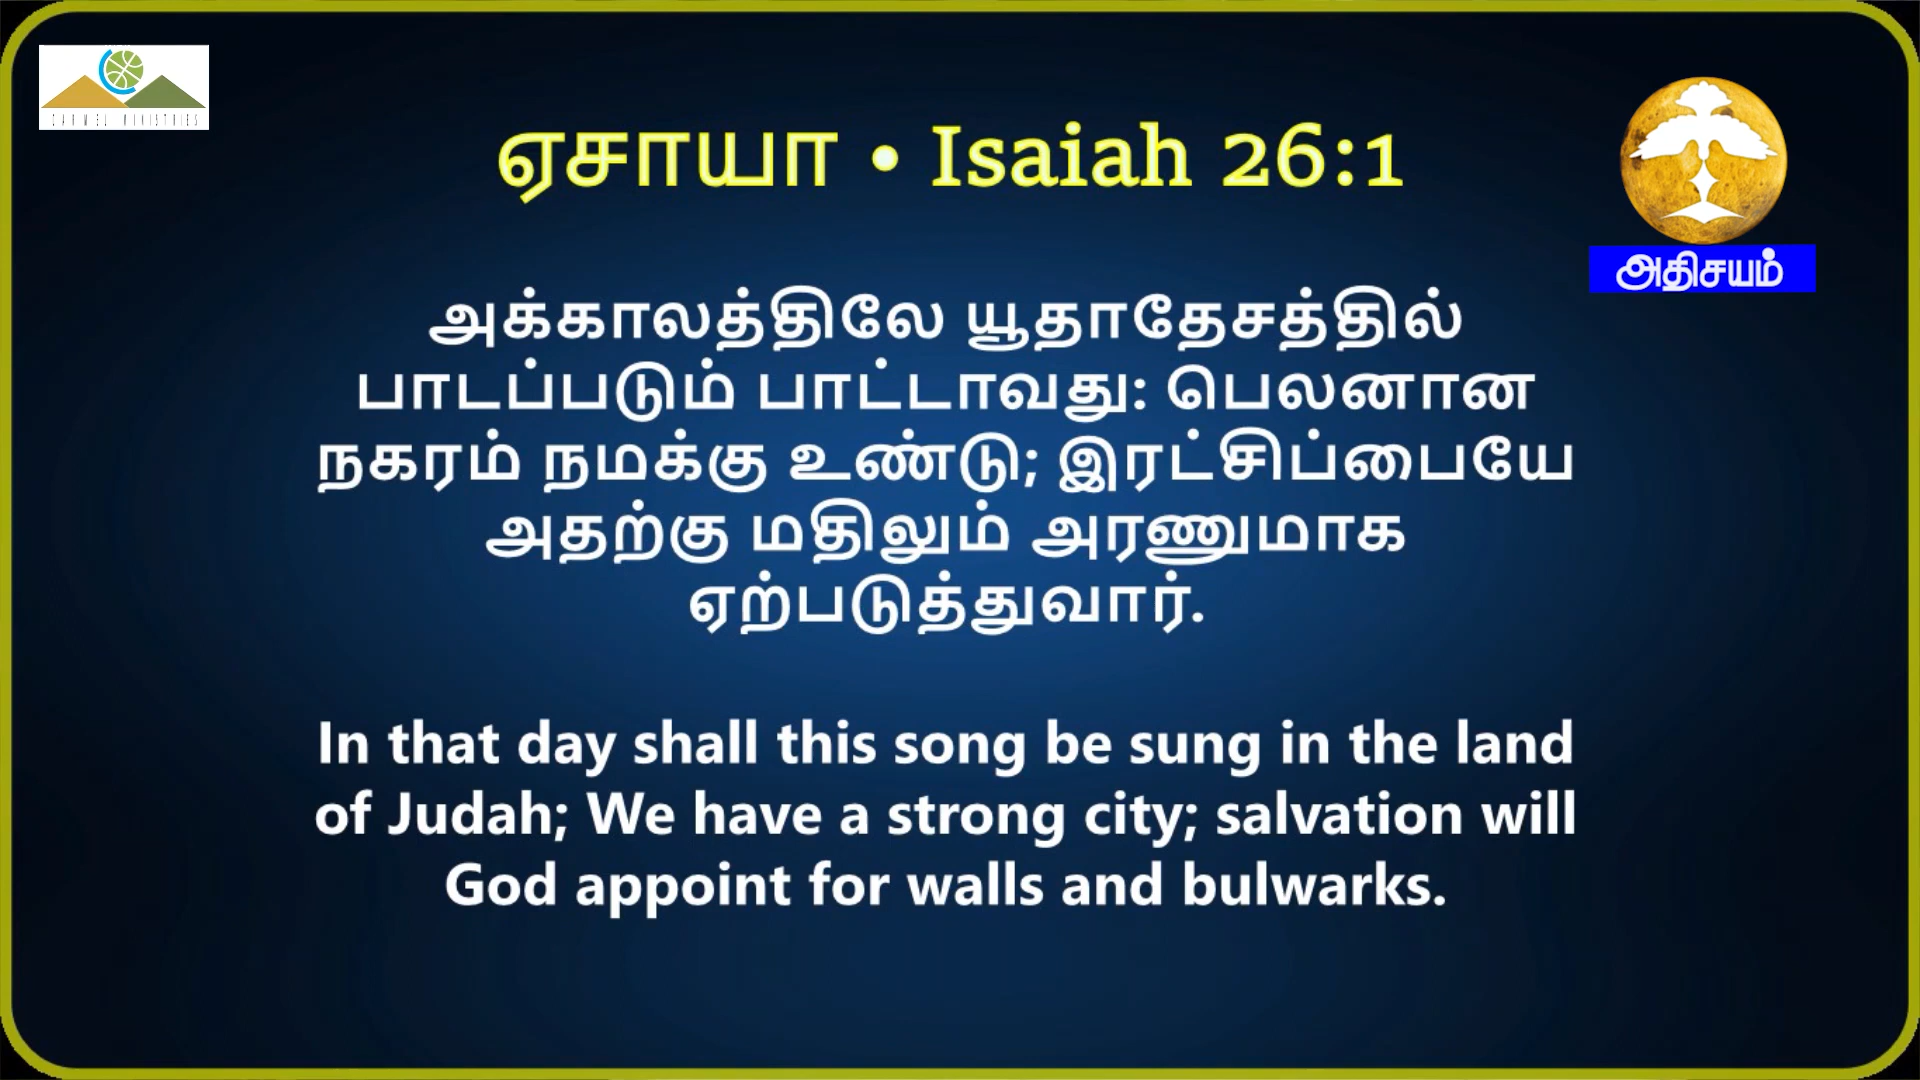 CARMEL MINISTRIES
ஏசாயா • Isaiah 26:1
அதிசயம்
அக்காலத்திலே யூதாதேசத்தில்
பாடப்படும் பாட்டாவது: பெலனான
நகரம் நமக்கு உண்டு; இரட்சிப்பையே
அதற்கு மதிலும் அரணுமாக
ஏற்படுத்துவார்.
In that day shall this song be sung in the land
of Judah; We have a strong city; salvation will
God appoint for walls and bulwarks.